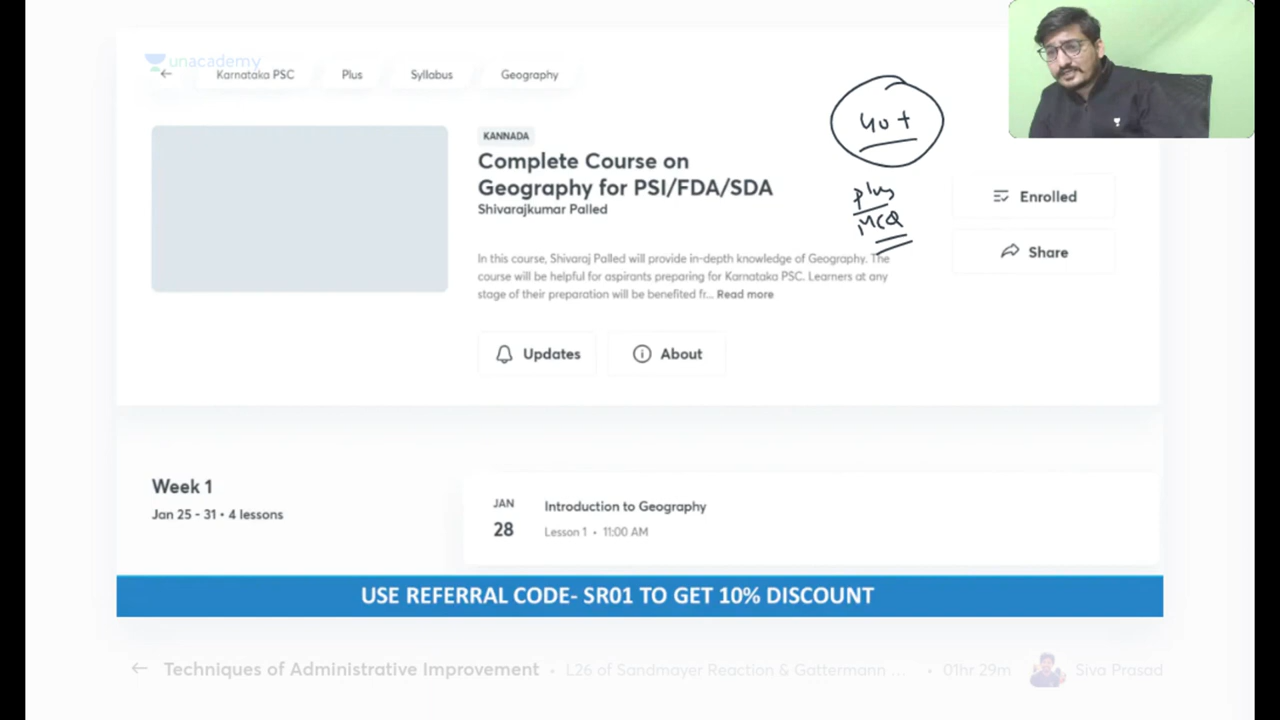 unacademy
Karnataka PSC Plus Syllabus Geography
KANNADA
Complete Course on
Geography for PSI/FDA/SDA
Shivarajkumar Palled
40+
plus
MCQ
Enrolled
Share
In this course, Shivaraj Palled will provide in-depth knowledge of Geography. The
course will be helpful for aspirants preparing for Karnataka PSC. Learners at any
stage of their preparation will be benefited fr... Read more
Updates About
Week 1
Jan 25 - 31 • 4 lessons
JAN
28
Introduction to Geography
Lesson 1 • 11:00 AM
USE REFERRAL CODE- SR01 TO GET 10% DISCOUNT
Techniques of Administrative Improvement • L26 of Sandmayer Reaction & Gattermann ... • 01hr 29m Siva Prasad